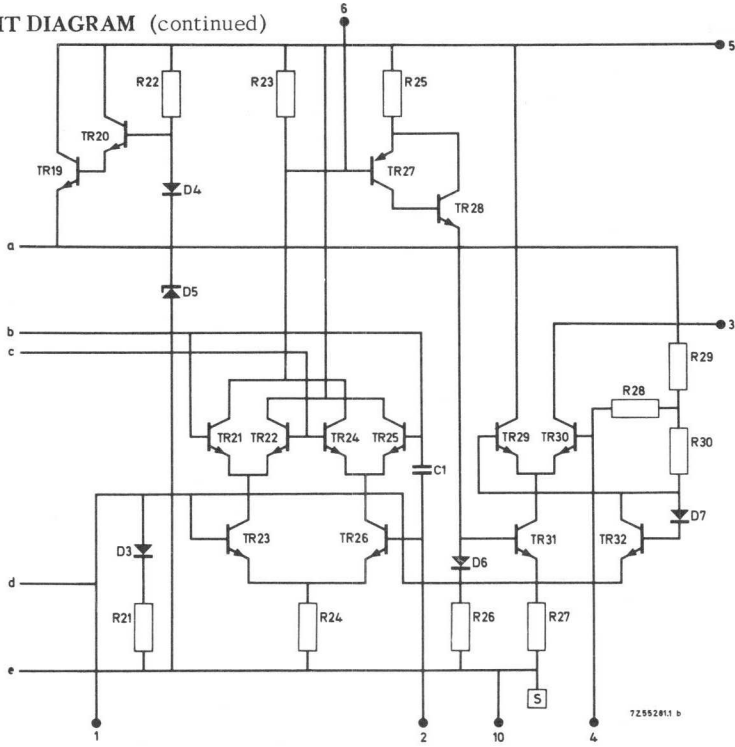 IT DIAGRAM (continued)
6
5
R22
R23
R25
TR20
TR19
TR27
D4
TR28
a
D5
b
3
c
R29
R28
TR21
TR22
TR24
TR25
TR29
TR30
R30
C1
D7
D3
TR23
TR26
D6
TR31
TR32
d
R21
R24
R26
R27
e
S
7Z55281.1 b
1
2
10
4